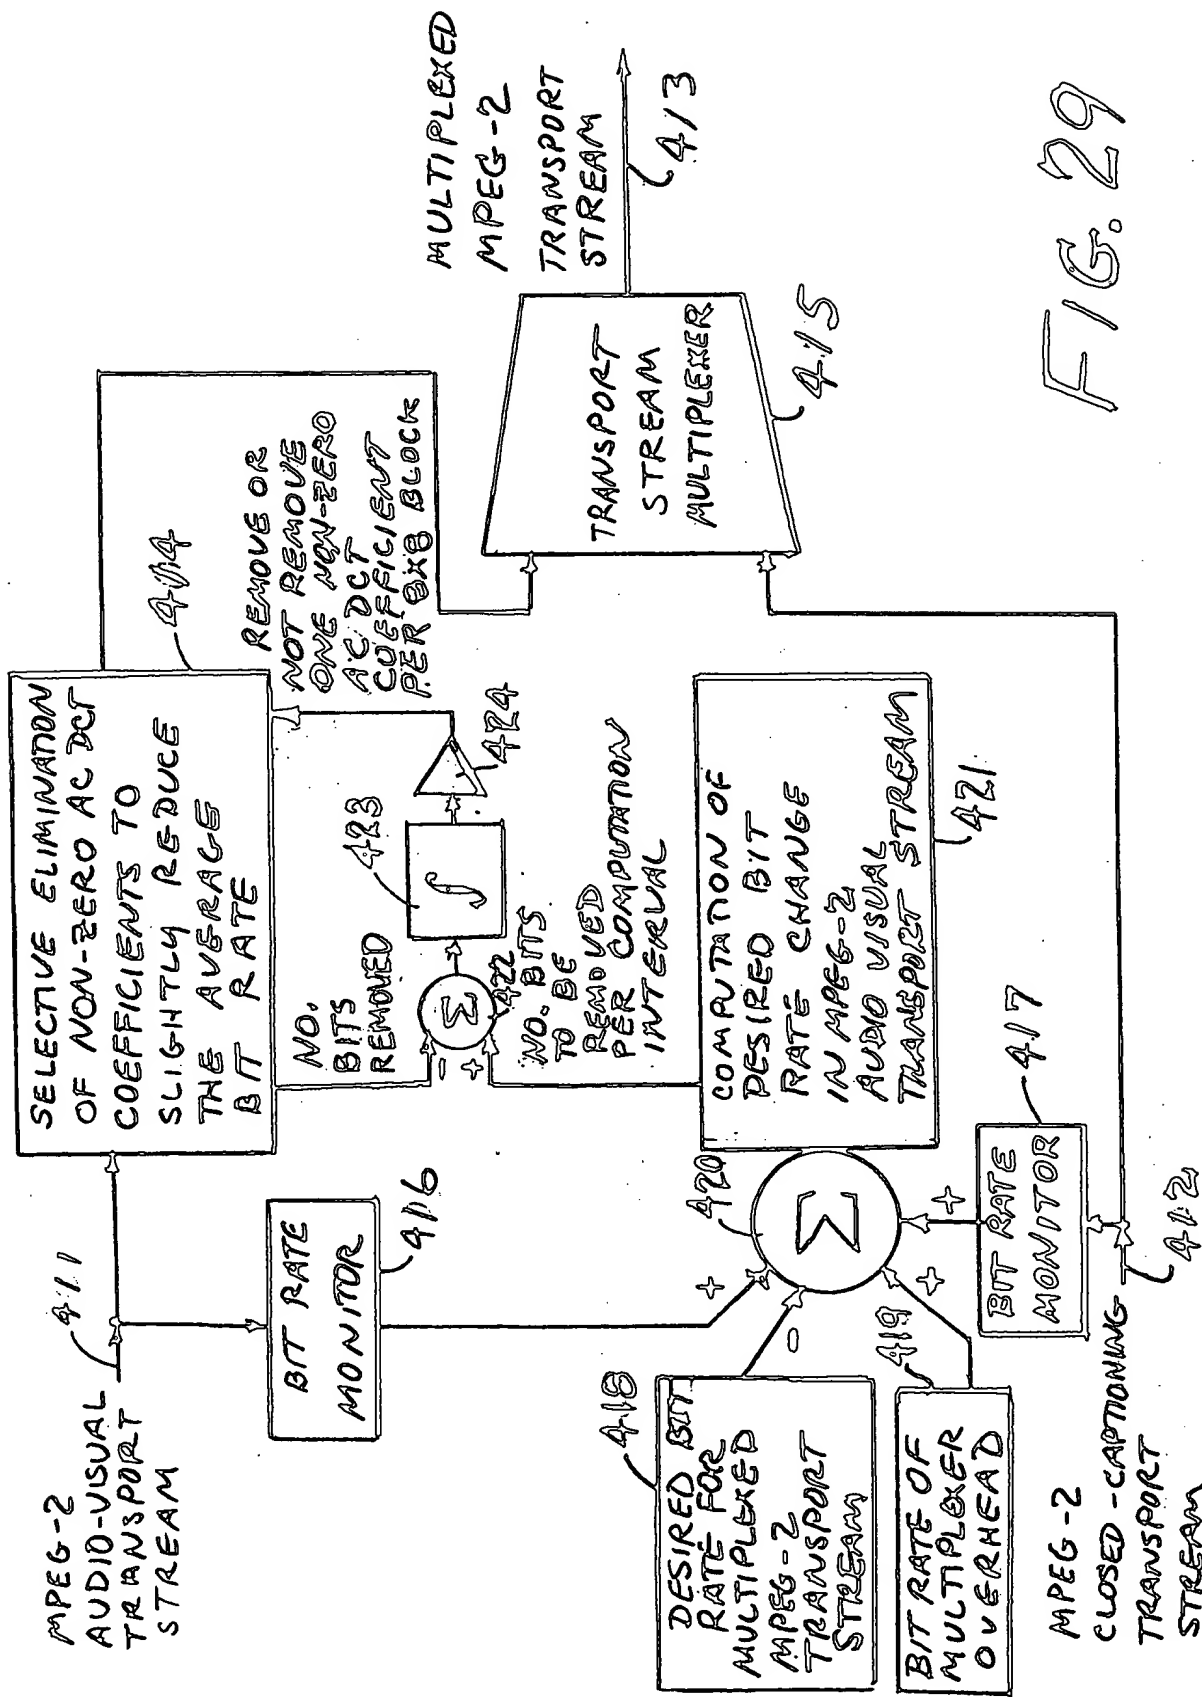 MPEG-2
AUDIO-VISUAL
TRANSPORT
STREAM
411
SELECTIVE ELIMINATION
OF NON-ZERO AC DCT
COEFFICIENTS TO
SLIGHTLY REDUCE
THE AVERAGE
BIT RATE
414
BIT RATE
MONITOR
416
NO.
BITS
REMOVED
-
+
Σ
422
∫
423
424
REMOVE OR
NOT REMOVE
ONE NON-ZERO
AC DCT
COEFFICIENT
PER 8X8 BLOCK
NO. BITS
TO BE
REMOVED
PER COMPUTATION
INTERVAL
MULTIPLEXED
MPEG-2
TRANSPORT
STREAM
413
TRANSPORT
STREAM
MULTIPLEXER
415
418
DESIRED BIT
RATE FOR
MULTIPLEXED
MPEG-2
TRANSPORT
STREAM
419
BIT RATE OF
MULTIPLEXER
OVERHEAD
+
-
+
+
Σ
420
COMPUTATION OF
DESIRED BIT
RATE CHANGE
IN MPEG-2
AUDIO VISUAL
TRANSPORT STREAM
421
BIT RATE
MONITOR
417
MPEG-2
CLOSED-CAPTIONING
TRANSPORT
STREAM
412
FIG. 29